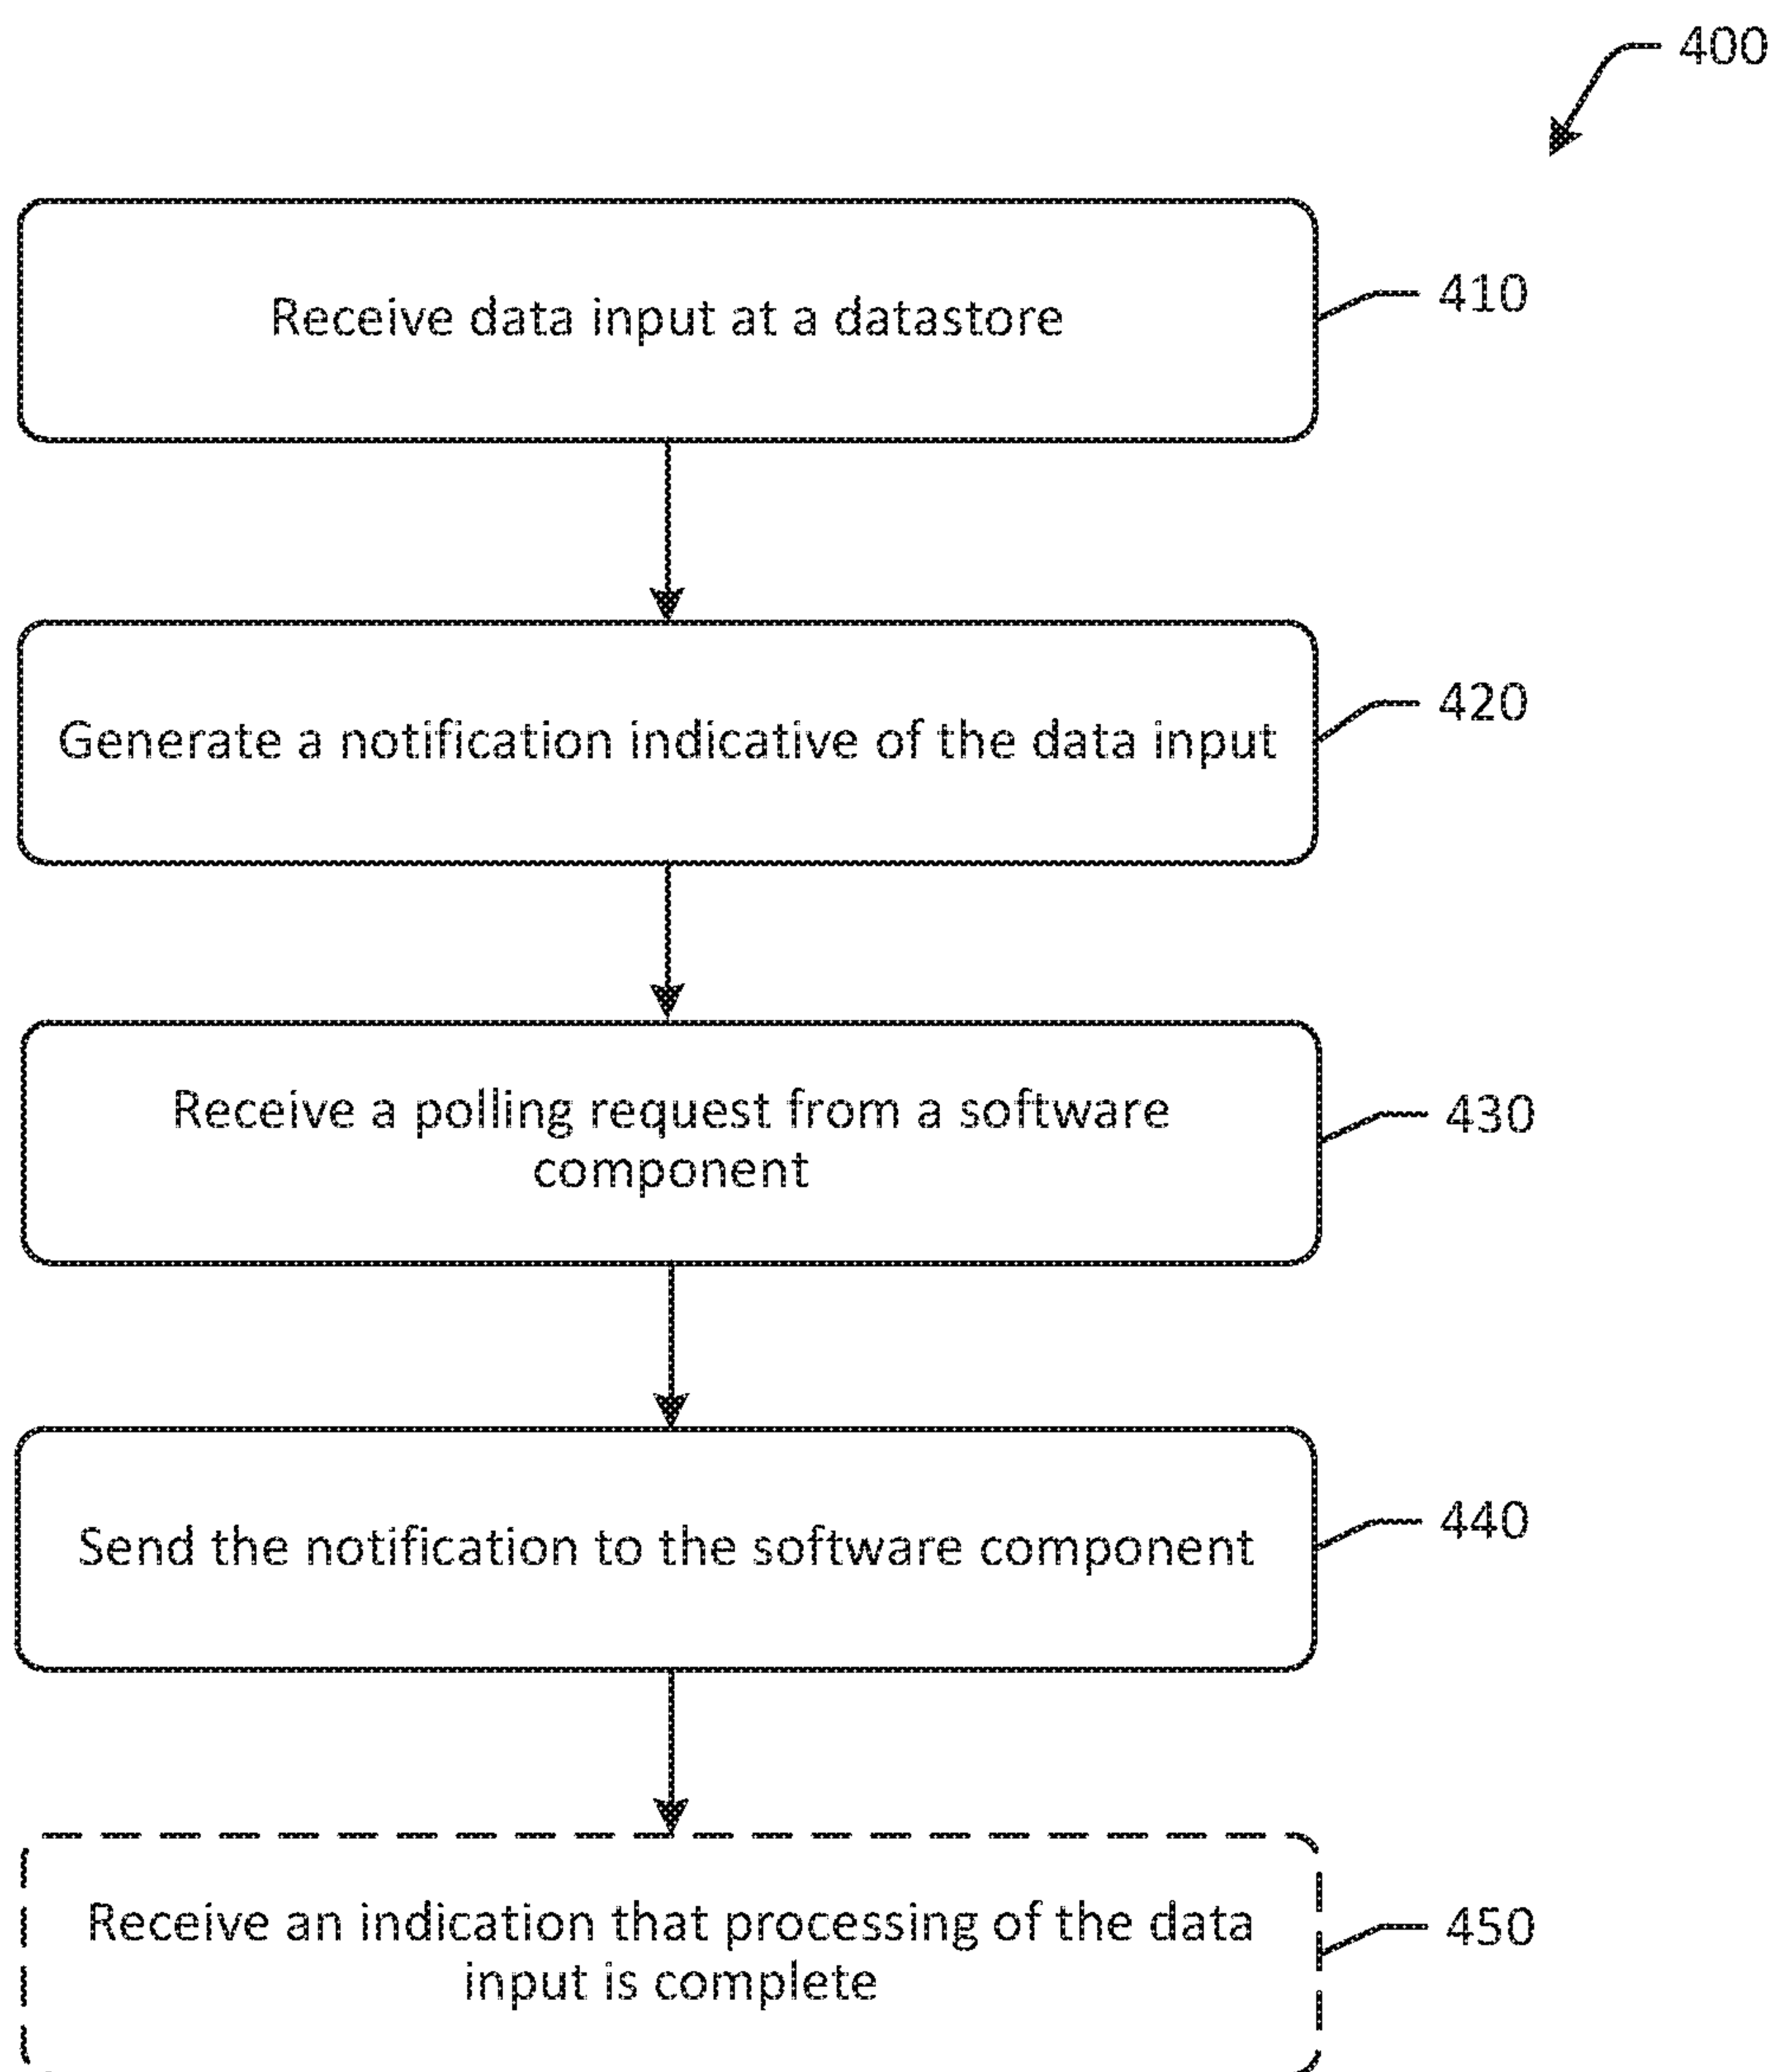 400
Receive data input at a datastore
410
Generate a notification indicative of the data input
420
Receive a polling request from a software
component
430
Send the notification to the software component
440
Receive an indication that processing of the data
input is complete
450